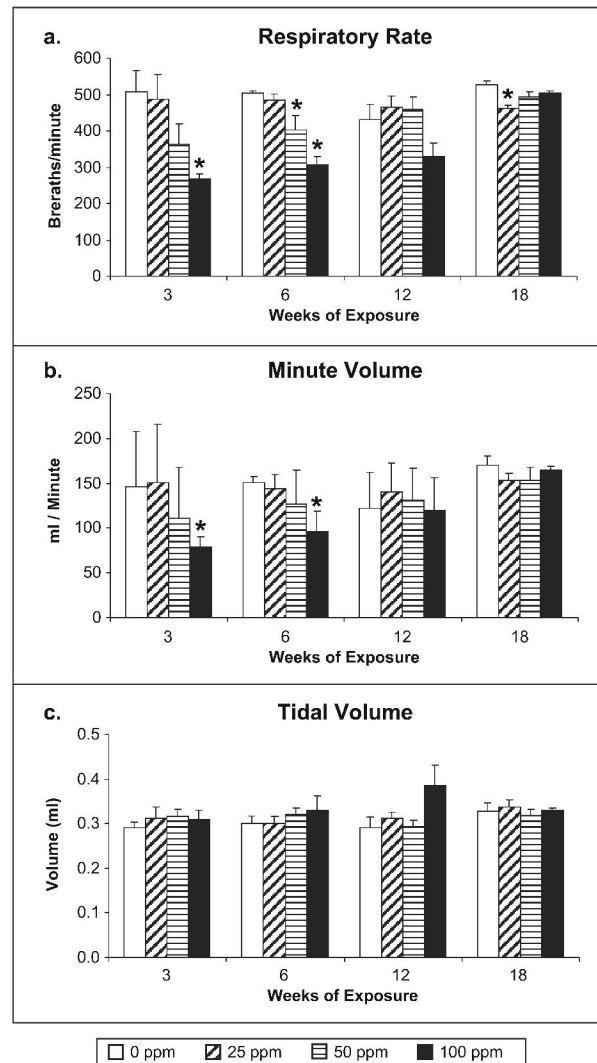 a. Respiratory Rate
Breraths/minute
600
500
400
300
200
100
0
*
*
*
*
3 6 12 18
Weeks of Exposure
b. Minute Volume
ml / Minute
250
200
150
100
50
0
*
*
3 6 12 18
Weeks of Exposure
c. Tidal Volume
Volume (ml)
0.5
0.4
0.3
0.2
0.1
0.0
3 6 12 18
Weeks of Exposure
0 ppm 25 ppm 50 ppm 100 ppm